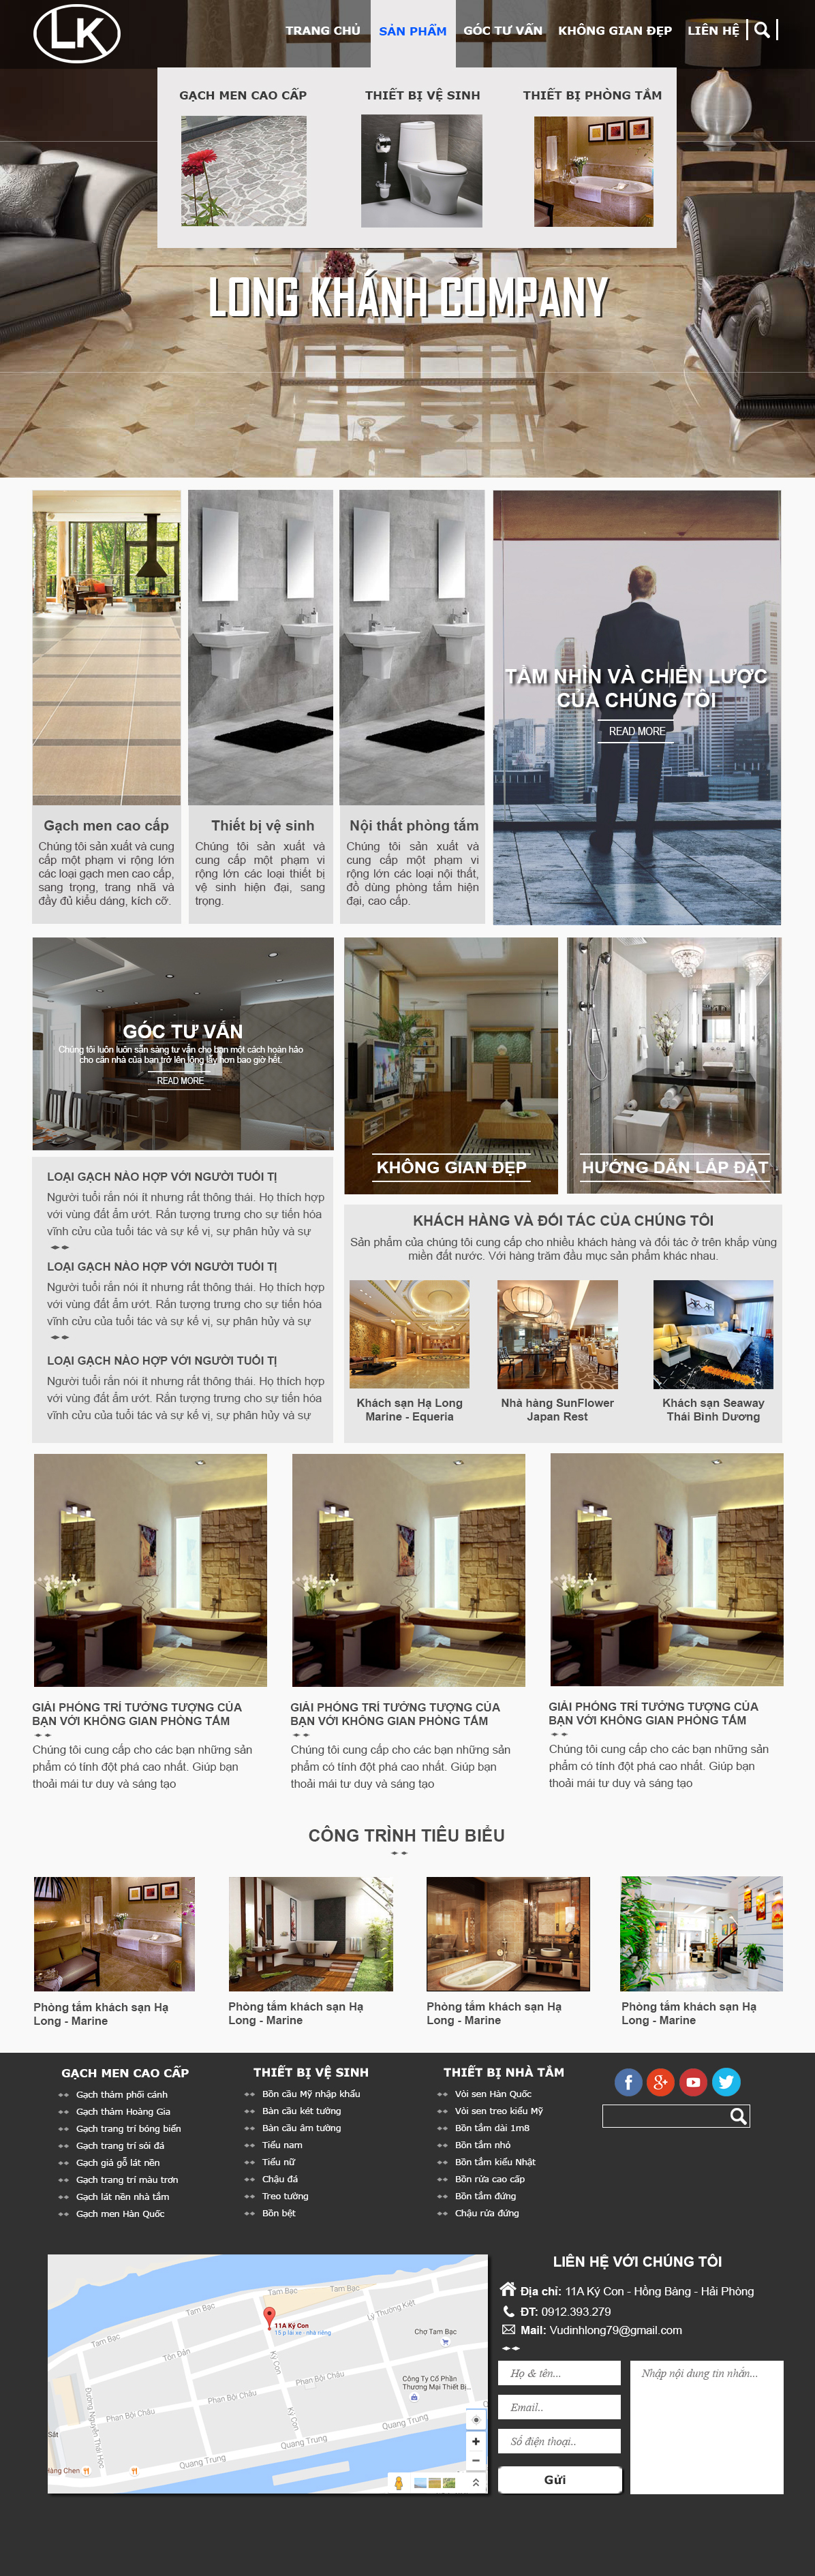 LK
TRANG CHỦ SẢN PHẨM GÓC TƯ VẤN KHÔNG GIAN ĐẸP LIÊN HỆ
GẠCH MEN CAO CẤP THIẾT BỊ VỆ SINH THIẾT BỊ PHÒNG TẮM
LONG KHÁNH COMPANY
TẦM NHÌN VÀ CHIẾN LƯỢC
CỦA CHÚNG TÔI
READ MORE
Gạch men cao cấp
Chúng tôi sản xuất và cung
cấp một phạm vi rộng lớn
các loại gạch men cao cấp,
sang trọng, trang nhã và
đầy đủ kiểu dáng, kích cỡ.
Thiết bị vệ sinh
Chúng tôi sản xuất và
cung cấp một phạm vi
rộng lớn các loại thiết bị
vệ sinh hiện đại, sang
trọng.
Nội thất phòng tắm
Chúng tôi sản xuất và
cung cấp một phạm vi
rộng lớn các loại nội thất,
đồ dùng phòng tắm hiện
đại, cao cấp.
GÓC TƯ VẤN
Chúng tôi luôn luôn sẵn sàng tư vấn cho bạn một cách hoàn hảo
cho căn nhà của bạn trở lên lộng lẫy hơn bao giờ hết.
READ MORE
KHÔNG GIAN ĐẸP
HƯỚNG DẪN LẮP ĐẶT
LOẠI GẠCH NÀO HỢP VỚI NGƯỜI TUỔI TỊ
Người tuổi rắn nói ít nhưng rất thông thái. Họ thích hợp
với vùng đất ẩm ướt. Rắn tượng trưng cho sự tiến hóa
vĩnh cửu của tuổi tác và sự kế vị, sự phân hủy và sự
LOẠI GẠCH NÀO HỢP VỚI NGƯỜI TUỔI TỊ
Người tuổi rắn nói ít nhưng rất thông thái. Họ thích hợp
với vùng đất ẩm ướt. Rắn tượng trưng cho sự tiến hóa
vĩnh cửu của tuổi tác và sự kế vị, sự phân hủy và sự
LOẠI GẠCH NÀO HỢP VỚI NGƯỜI TUỔI TỊ
Người tuổi rắn nói ít nhưng rất thông thái. Họ thích hợp
với vùng đất ẩm ướt. Rắn tượng trưng cho sự tiến hóa
vĩnh cửu của tuổi tác và sự kế vị, sự phân hủy và sự
KHÁCH HÀNG VÀ ĐỐI TÁC CỦA CHÚNG TÔI
Sản phẩm của chúng tôi cung cấp cho nhiều khách hàng và đối tác ở trên khắp vùng
miền đất nước. Với hàng trăm đầu mục sản phẩm khác nhau.
Khách sạn Hạ Long
Marine - Equeria
Nhà hàng SunFlower
Japan Rest
Khách sạn Seaway
Thái Bình Dương
GIẢI PHÓNG TRÍ TƯỞNG TƯỢNG CỦA
BẠN VỚI KHÔNG GIAN PHÒNG TẮM
Chúng tôi cung cấp cho các bạn những sản
phẩm có tính đột phá cao nhất. Giúp bạn
thoải mái tư duy và sáng tạo
GIẢI PHÓNG TRÍ TƯỞNG TƯỢNG CỦA
BẠN VỚI KHÔNG GIAN PHÒNG TẮM
Chúng tôi cung cấp cho các bạn những sản
phẩm có tính đột phá cao nhất. Giúp bạn
thoải mái tư duy và sáng tạo
GIẢI PHÓNG TRÍ TƯỞNG TƯỢNG CỦA
BẠN VỚI KHÔNG GIAN PHÒNG TẮM
Chúng tôi cung cấp cho các bạn những sản
phẩm có tính đột phá cao nhất. Giúp bạn
thoải mái tư duy và sáng tạo
CÔNG TRÌNH TIÊU BIỂU
Phòng tắm khách sạn Hạ
Long - Marine
Phòng tắm khách sạn Hạ
Long - Marine
Phòng tắm khách sạn Hạ
Long - Marine
Phòng tắm khách sạn Hạ
Long - Marine
GẠCH MEN CAO CẤP
Gạch thảm phối cảnh
Gạch thảm Hoàng Gia
Gạch trang trí bóng biển
Gạch trang trí sỏi đá
Gạch giả gỗ lát nền
Gạch trang trí màu trơn
Gạch lát nền nhà tắm
Gạch men Hàn Quốc
THIẾT BỊ VỆ SINH
Bồn cầu Mỹ nhập khẩu
Bàn cầu két tường
Bàn cầu âm tường
Tiểu nam
Tiểu nữ
Chậu đá
Treo tường
Bồn bệt
THIẾT BỊ NHÀ TẮM
Vòi sen Hàn Quốc
Vòi sen treo kiểu Mỹ
Bồn tắm dài 1m8
Bồn tắm nhỏ
Bồn tắm kiểu Nhật
Bồn rửa cao cấp
Bồn tắm đứng
Chậu rửa đứng
Tam Bạc
Tam Bạc
Tam Bạc
Lý Thường Kiệt
11A Kỳ Con
15 p lái xe - nhà riêng
Chợ Tam Bạc
Tôn Đản
Kỳ Con
Công Ty Cổ Phần
Thương Mại Thiết Bị...
Phan Bội Châu
Phan Bội Châu
Phan Bội Châu
Đường Nguyễn Thái Học
Kỳ Con
Quang Trung
Quang Trung
Quang Trung
Sắt
Hàng Chen
LIÊN HỆ VỚI CHÚNG TÔI
Địa chỉ: 11A Ký Con - Hồng Bàng - Hải Phòng
ĐT: 0912.393.279
Mail: Vudinhlong79@gmail.com
Họ & tên...
Nhập nội dung tin nhắn...
Email..
Số điện thoại..
Gửi